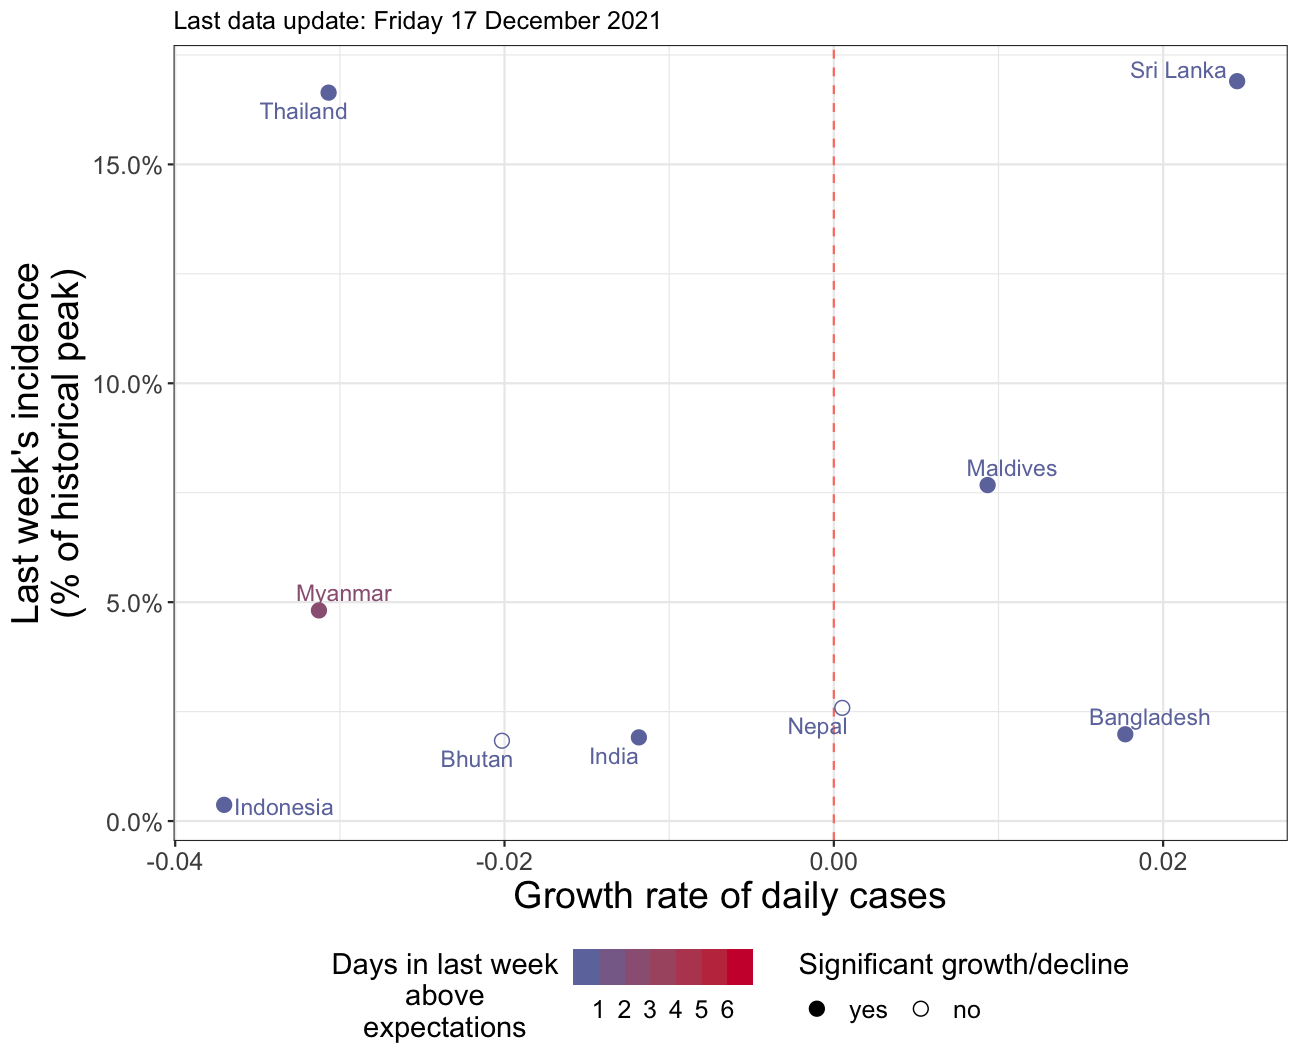 Last data update: Friday 17 December 2021
Sri Lanka
Thailand
15.0%
10.0%
Last week's incidence
(% of historical peak)
Maldives
Myanmar
5.0%
Nepal
Bangladesh
Bhutan
India
Indonesia
0.0%
-0.04 -0.02 0.00 0.02
Growth rate of daily cases
Days in last week
above
expectations
1 2 3 4 5 6
Significant growth/decline
yes no